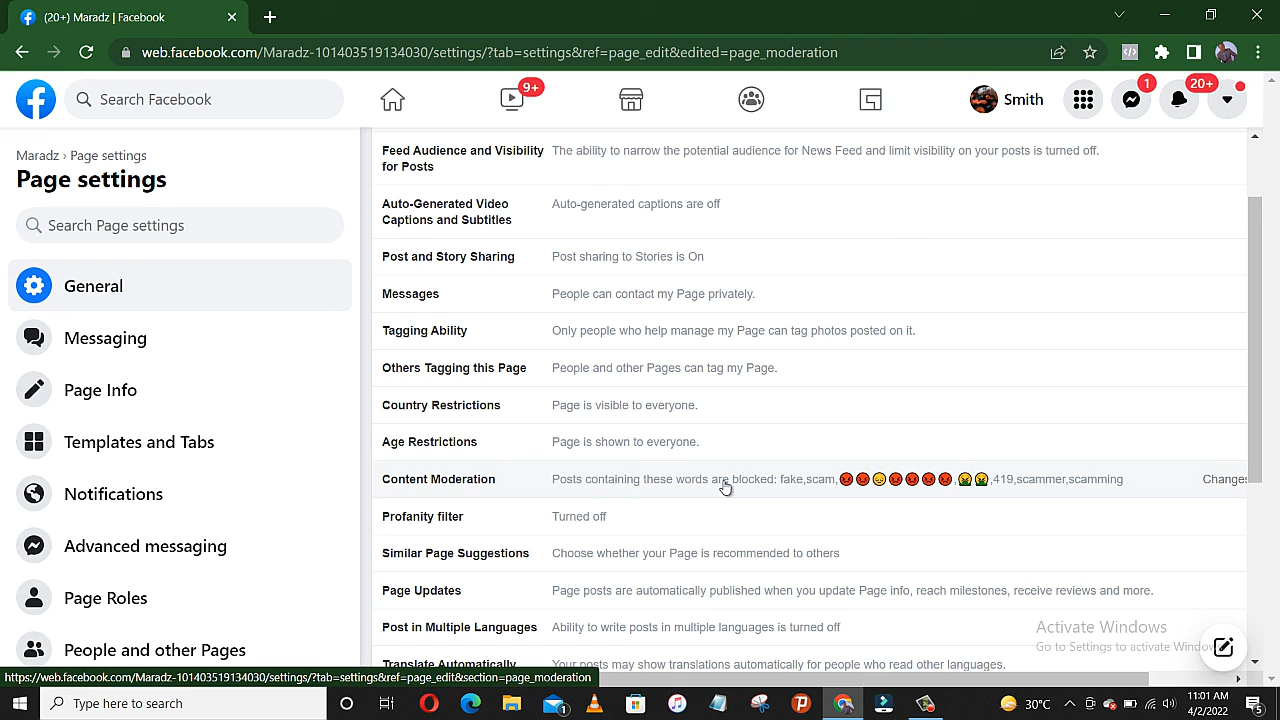 (20+) Maradz | Facebook
web.facebook.com/Maradz-101403519134030/settings/?tab=settings&ref=page_edit&edited=page_moderation
Search Facebook
9+
Smith
1
20+
Maradz › Page settings
Page settings
Search Page settings
General
Messaging
Page Info
Templates and Tabs
Notifications
Advanced messaging
Page Roles
People and other Pages
Feed Audience and Visibility for Posts
The ability to narrow the potential audience for News Feed and limit visibility on your posts is turned off.
Auto-Generated Video Captions and Subtitles
Auto-generated captions are off
Post and Story Sharing
Post sharing to Stories is On
Messages
People can contact my Page privately.
Tagging Ability
Only people who help manage my Page can tag photos posted on it.
Others Tagging this Page
People and other Pages can tag my Page.
Country Restrictions
Page is visible to everyone.
Age Restrictions
Page is shown to everyone.
Content Moderation
Posts containing these words are blocked: fake,scam,😡😡😞😡😡😡😡,🤮🤮,419,scammer,scamming
Changes
Profanity filter
Turned off
Similar Page Suggestions
Choose whether your Page is recommended to others
Page Updates
Page posts are automatically published when you update Page info, reach milestones, receive reviews and more.
Post in Multiple Languages
Ability to write posts in multiple languages is turned off
Translate Automatically
Your posts may show translations automatically for people who read other languages.
Activate Windows
Go to Settings to activate Windows
https://web.facebook.com/Maradz-101403519134030/settings/?tab=settings&ref=page_edit&section=page_moderation
Type here to search
1
30°C
11:01 AM
4/2/2022
5